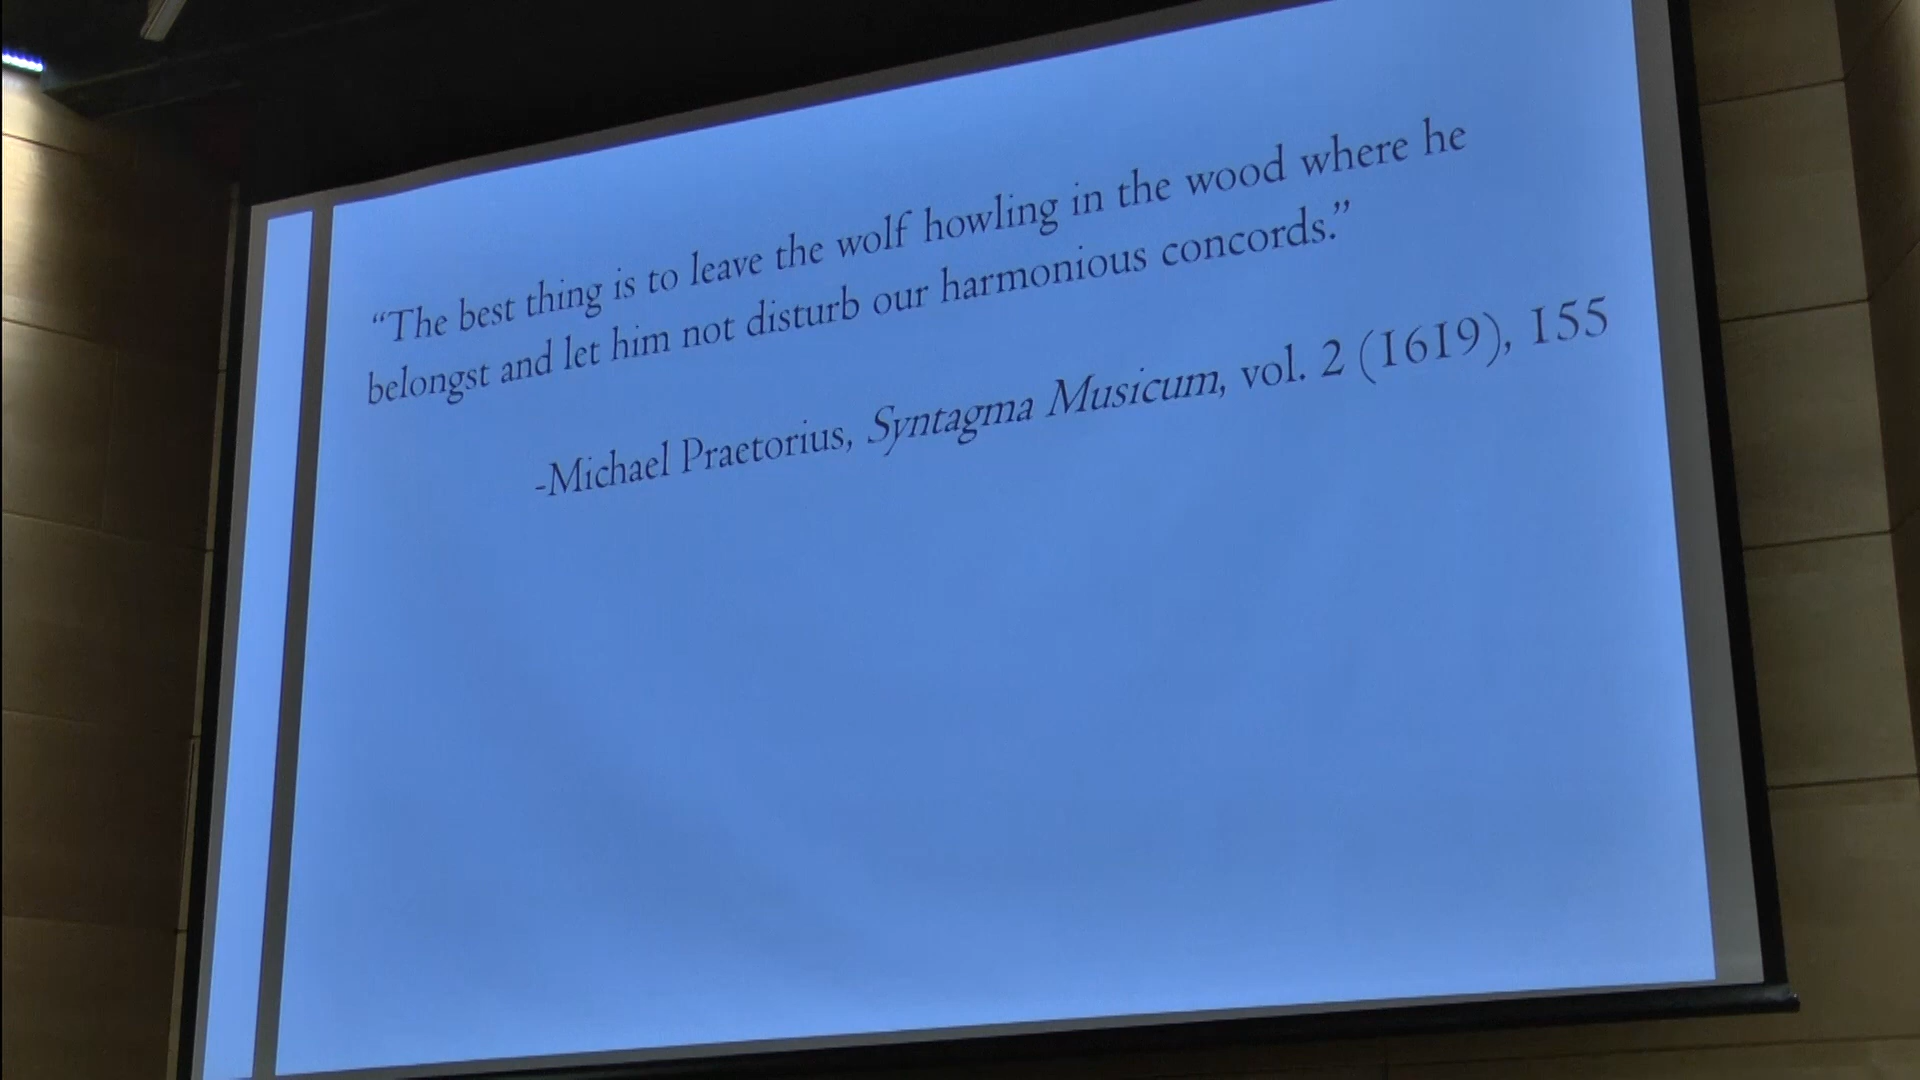 “The best thing is to leave the wolf howling in the wood where he
belongst and let him not disturb our harmonious concords.”
-Michael Praetorius, Syntagma Musicum, vol. 2 (1619), 155